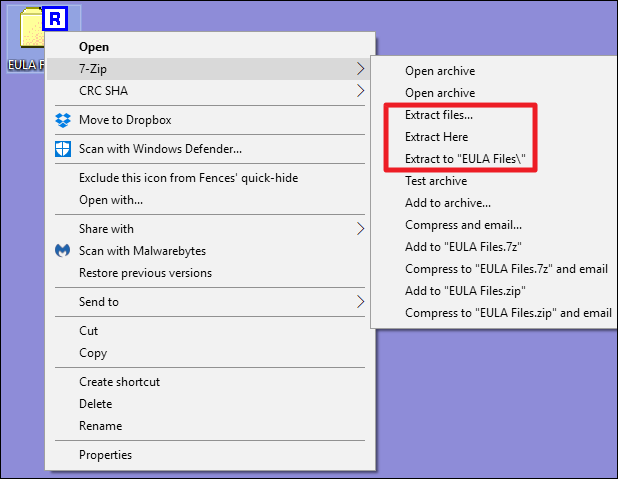 R
EULA F
Open
7-Zip
CRC SHA
Move to Dropbox
Scan with Windows Defender...
Exclude this icon from Fences' quick-hide
Open with...
Share with
Scan with Malwarebytes
Restore previous versions
Send to
Cut
Copy
Create shortcut
Delete
Rename
Properties
Open archive
Open archive
Extract files...
Extract Here
Extract to "EULA Files\"
Test archive
Add to archive...
Compress and email...
Add to "EULA Files.7z"
Compress to "EULA Files.7z" and email
Add to "EULA Files.zip"
Compress to "EULA Files.zip" and email